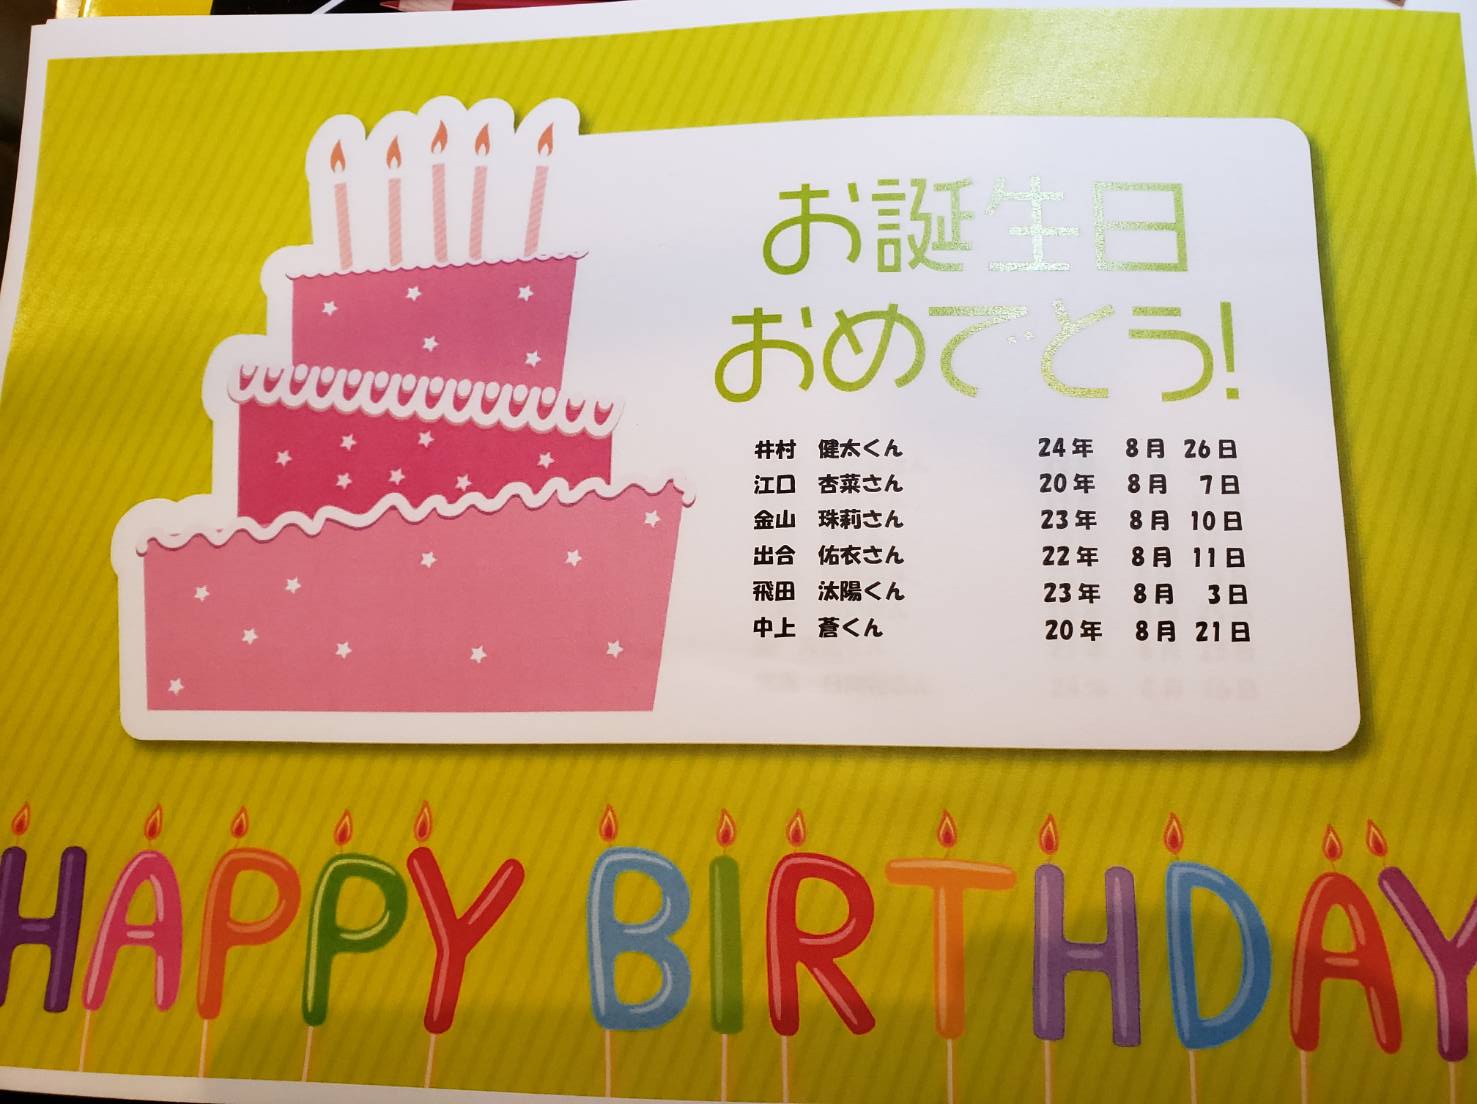 お誕生日
おめでとう!
井村 健太くん 24年 8月 26日
江口 杏菜さん 20年 8月 7日
金山 珠莉さん 23年 8月 10日
出合 佑衣さん 22年 8月 11日
飛田 汰陽くん 23年 8月 3日
中上 蒼くん 20年 8月 21日
HAPPY BIRTHDAY